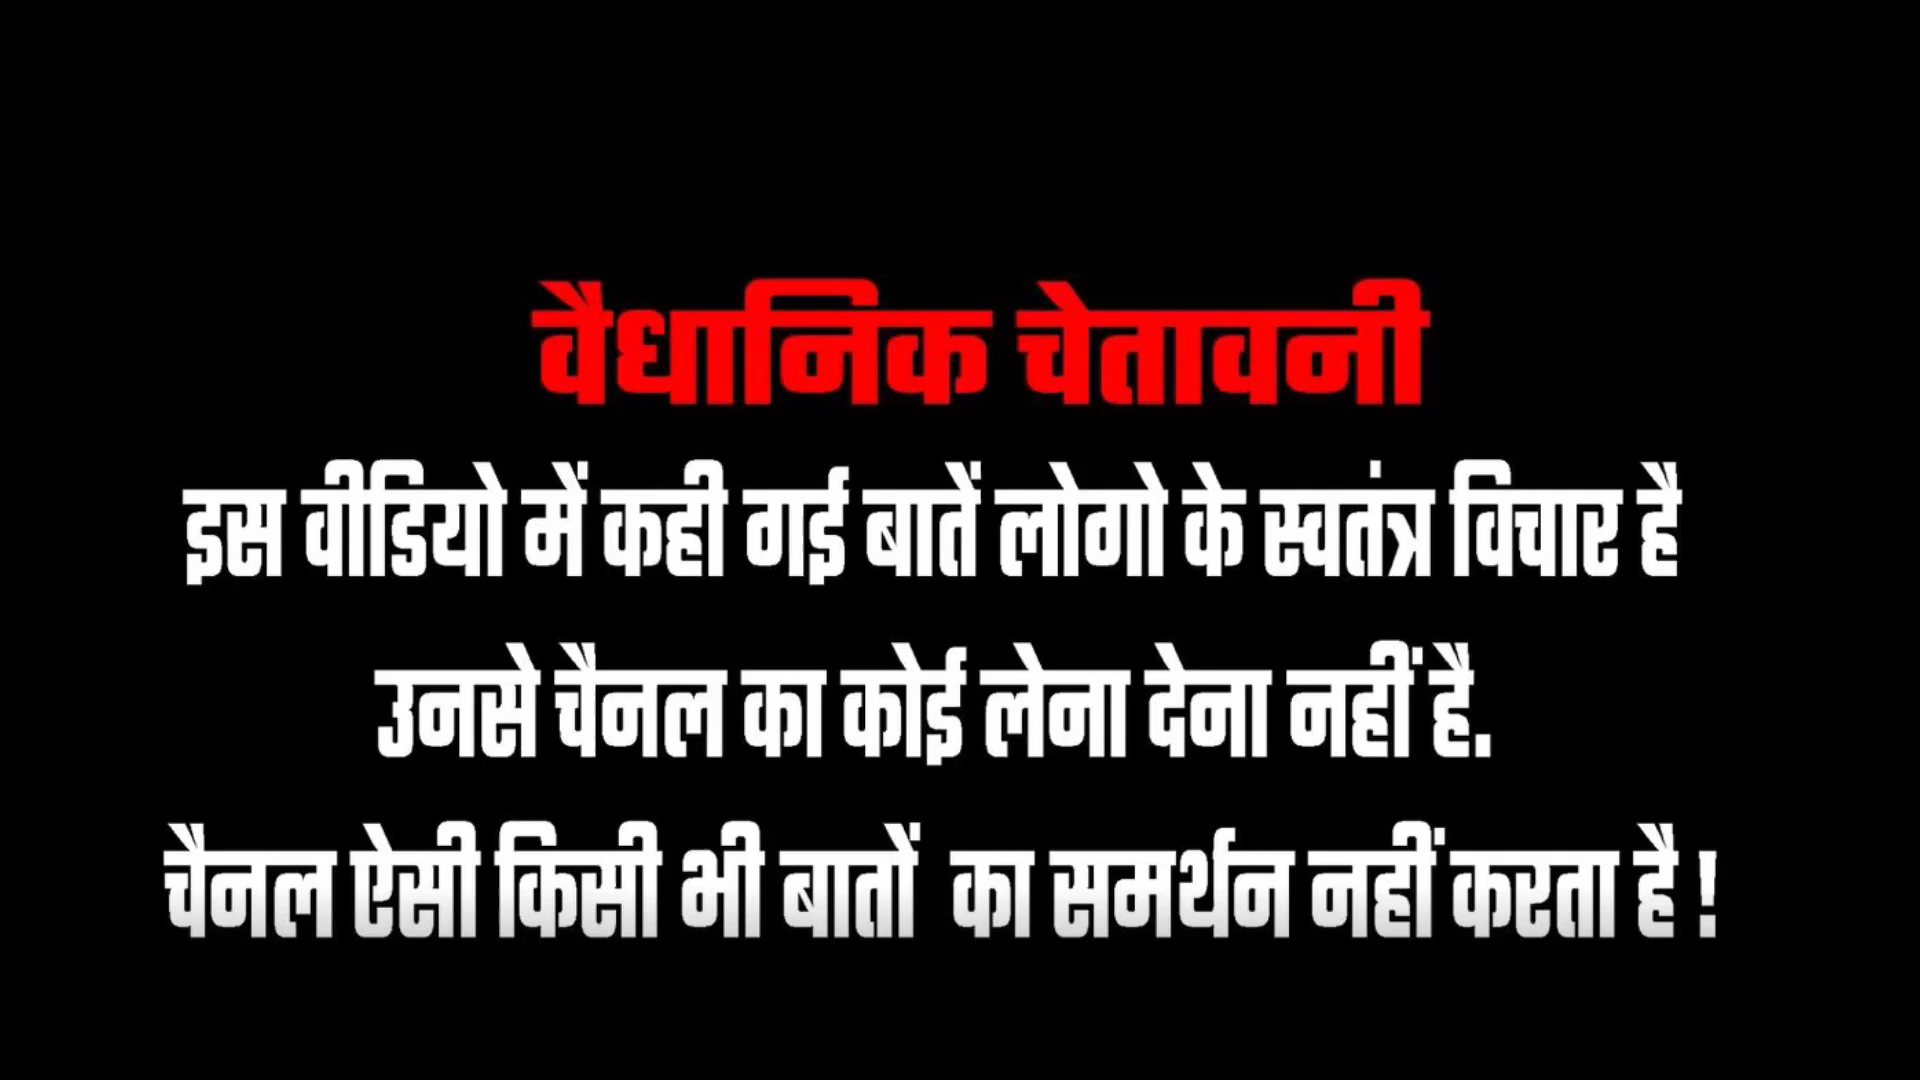 वैधानिक चेतावनी
इस वीडियो में कही गई बातें लोगो के स्वतंत्र विचार है
उनसे चैनल का कोई लेना देना नहीं है.
चैनल ऐसी किसी भी बातों का समर्थन नहीं करता है !